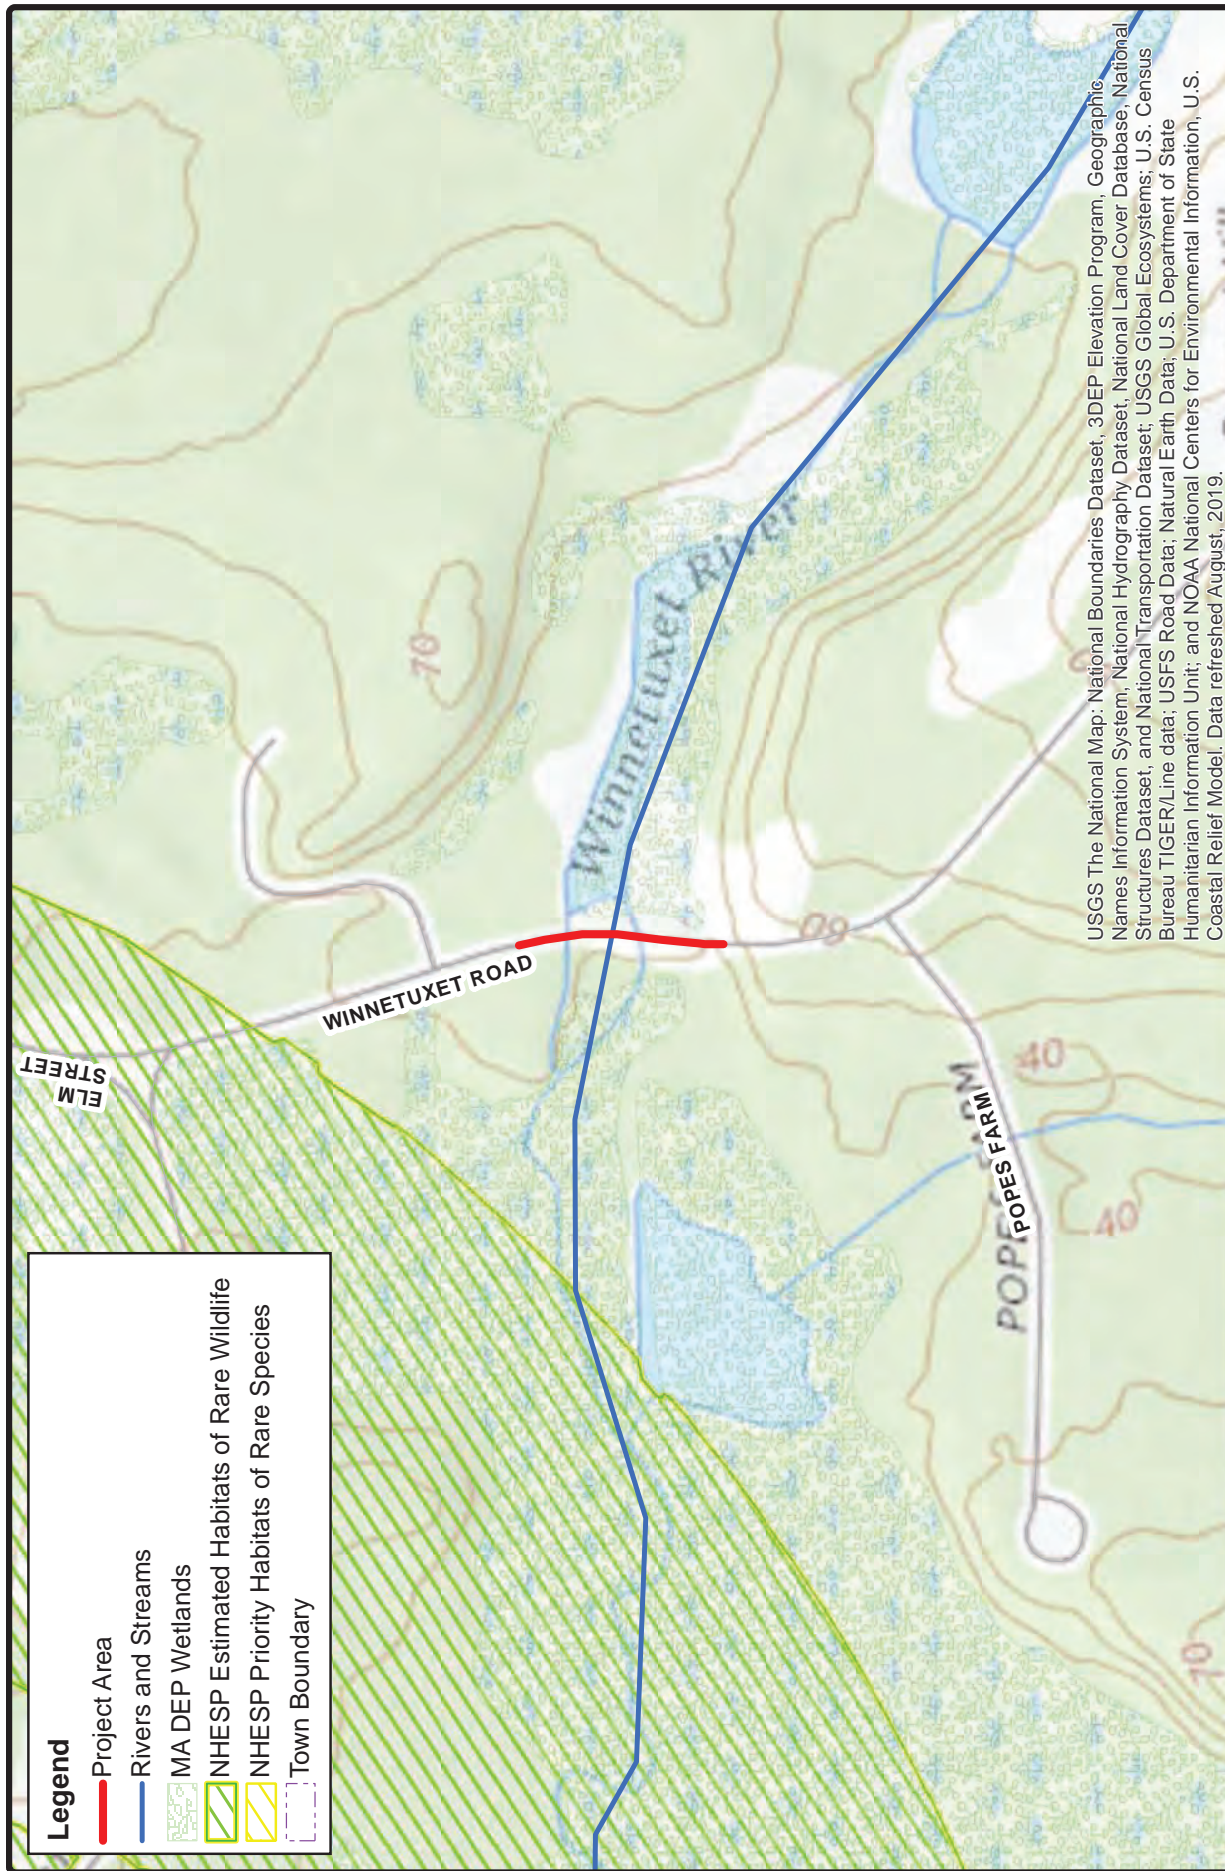 Legend
Project Area
Rivers and Streams
MA DEP Wetlands
NHESP Estimated Habitats of Rare Wildlife
NHESP Priority Habitats of Rare Species
Town Boundary
ELM
STREET
WINNETUXET ROAD
Winnetuxet River
70
60
POPES FARM
POPES FARM
40
40
70
USGS The National Map: National Boundaries Dataset, 3DEP Elevation Program, Geographic
Names Information System, National Hydrography Dataset, National Land Cover Database, National
Structures Dataset, and National Transportation Dataset; USGS Global Ecosystems; U.S. Census
Bureau TIGER/Line data; USFS Road Data; Natural Earth Data; U.S. Department of State
Humanitarian Information Unit; and NOAA National Centers for Environmental Information, U.S.
Coastal Relief Model. Data refreshed August, 2019.